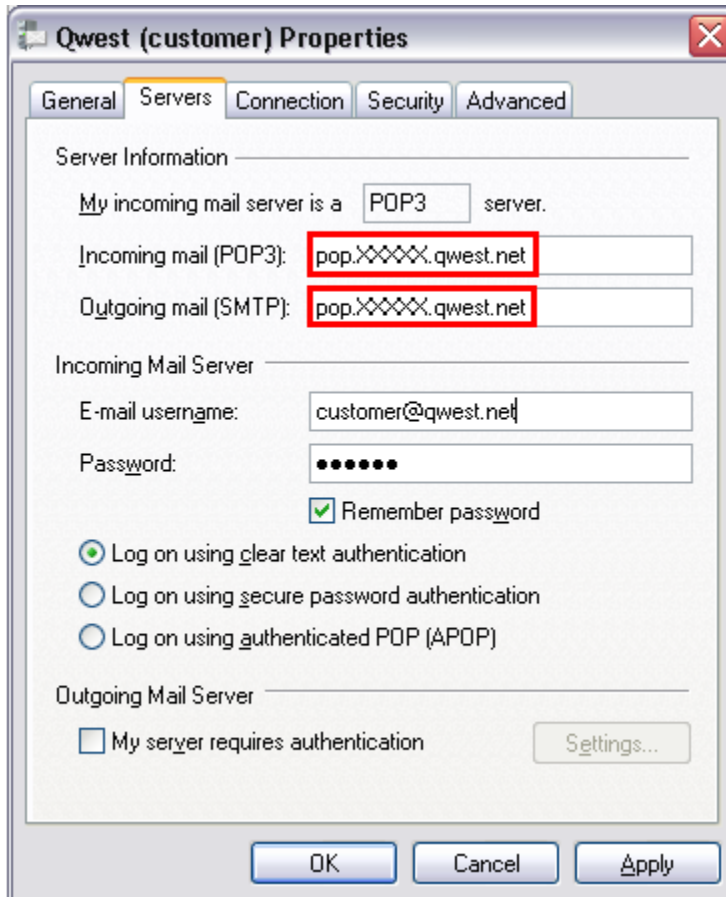 Qwest (customer) Properties
General Servers Connection Security Advanced
Server Information
My incoming mail server is a POP3 server.
Incoming mail (POP3): pop.XXXXX.qwest.net
Outgoing mail (SMTP): pop.XXXXX.qwest.net
Incoming Mail Server
E-mail username: customer@qwest.net
Password: ●●●●●●
Remember password
Log on using clear text authentication
Log on using secure password authentication
Log on using authenticated POP (APOP)
Outgoing Mail Server
My server requires authentication Settings...
OK Cancel Apply